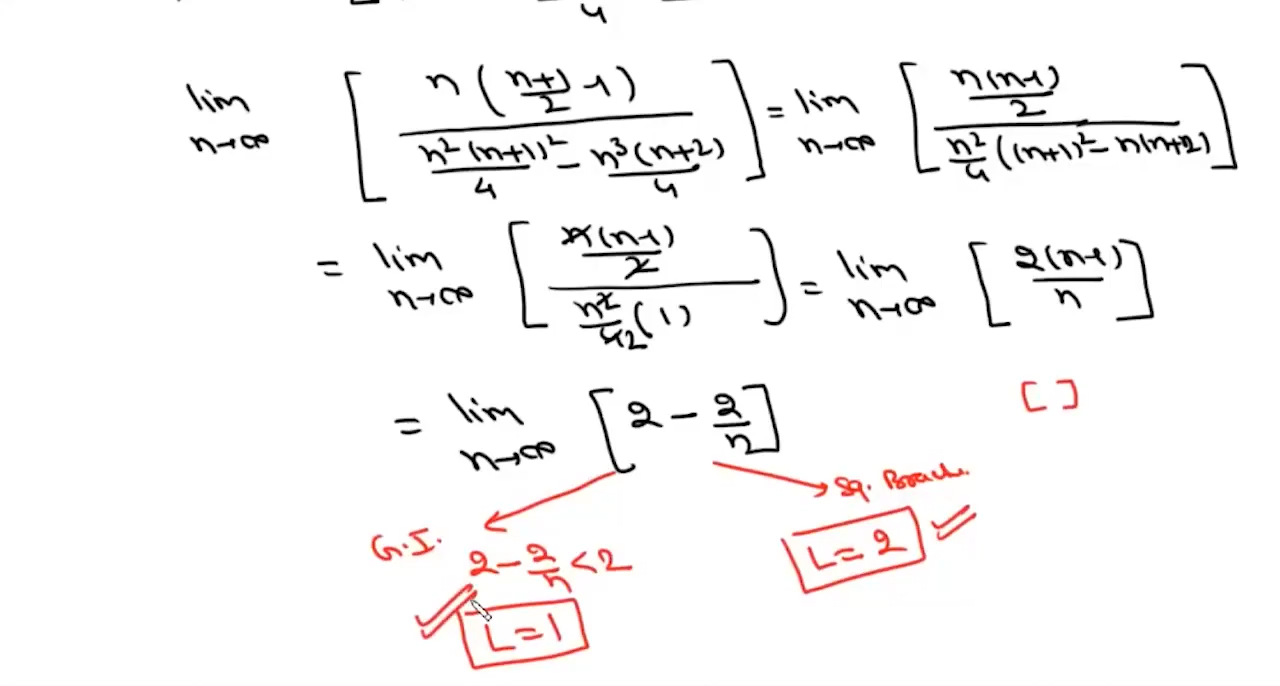 4
lim n→∞ [ n((n+1)/2 - 1) / (n²(n+1)²/4 - n³(n+2)/4) ] = lim n→∞ [ (n(n-1)/2) / (n²/4 ((n+1)² - n(n+2))) ]
= lim n→∞ [ (n(n-1)/2) / (n²/4 2 (1)) ] = lim n→∞ [ 2(n-1)/n ]
= lim n→∞ [ 2 - 2/n ] [ ]
Sq. Brack.
G.I. L = 2
2 - 2/n < 2
L = 1